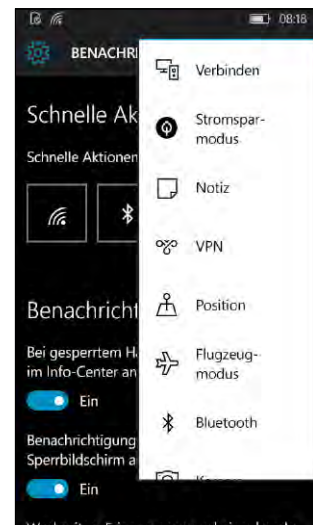 08:18
BENACHRI
Verbinden
Schnelle Ak
Stromspar-
modus
Schnelle Aktionen
Notiz
VPN
Benachricht
Position
Bei gesperrtem H
im Info-Center an
Flugzeug-
modus
Ein
Bluetooth
Benachrichtigung
Sperrbildschirm a
Ein